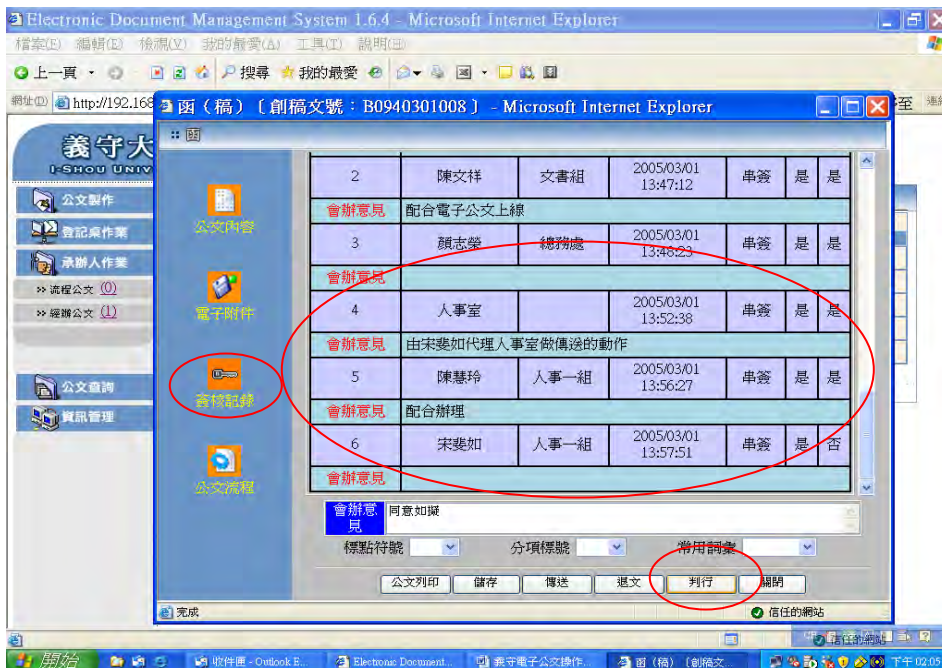 Electronic Document Management System 1.6.4 - Microsoft Internet Explorer
檔案(F) 編輯(E) 檢視(V) 我的最愛(A) 工具(T) 說明(H)
上一頁 搜尋 我的最愛
網址(D) http://192.168
函（稿）〔創稿文號：B0940301008〕 - Microsoft Internet Explorer
至 連結
:: 函
義守大
I-SHOU UNIV
公文製作
登記桌作業
承辦人作業
流程公文 (0)
經辦公文 (1)
公文查詢
資訊管理
公文內容
電子附件
簽核記錄
公文流程
2 陳文祥 文書組 2005/03/01 13:47:12 串簽 是 是
會辦意見 配合電子公文上線
3 顏志榮 總務處 2005/03/01 13:48:23 串簽 是 是
會辦意見
4 人事室 2005/03/01 13:52:38 串簽 是 是
會辦意見 由宋斐如代理人事室做傳送的動作
5 陳慧玲 人事一組 2005/03/01 13:56:27 串簽 是 是
會辦意見 配合辦理
6 宋斐如 人事一組 2005/03/01 13:57:51 串簽 是 否
會辦意見
會辦意見 同意如擬
標點符號 分項標號 常用詞彙
公文列印 儲存 傳送 退文 判行 關閉
完成 信任的網站
信任的網站
開始 收件匣 - Outlook E... Electronic Document... 義守電子公文操作... 函（稿）〔創稿文... 下午 02:05